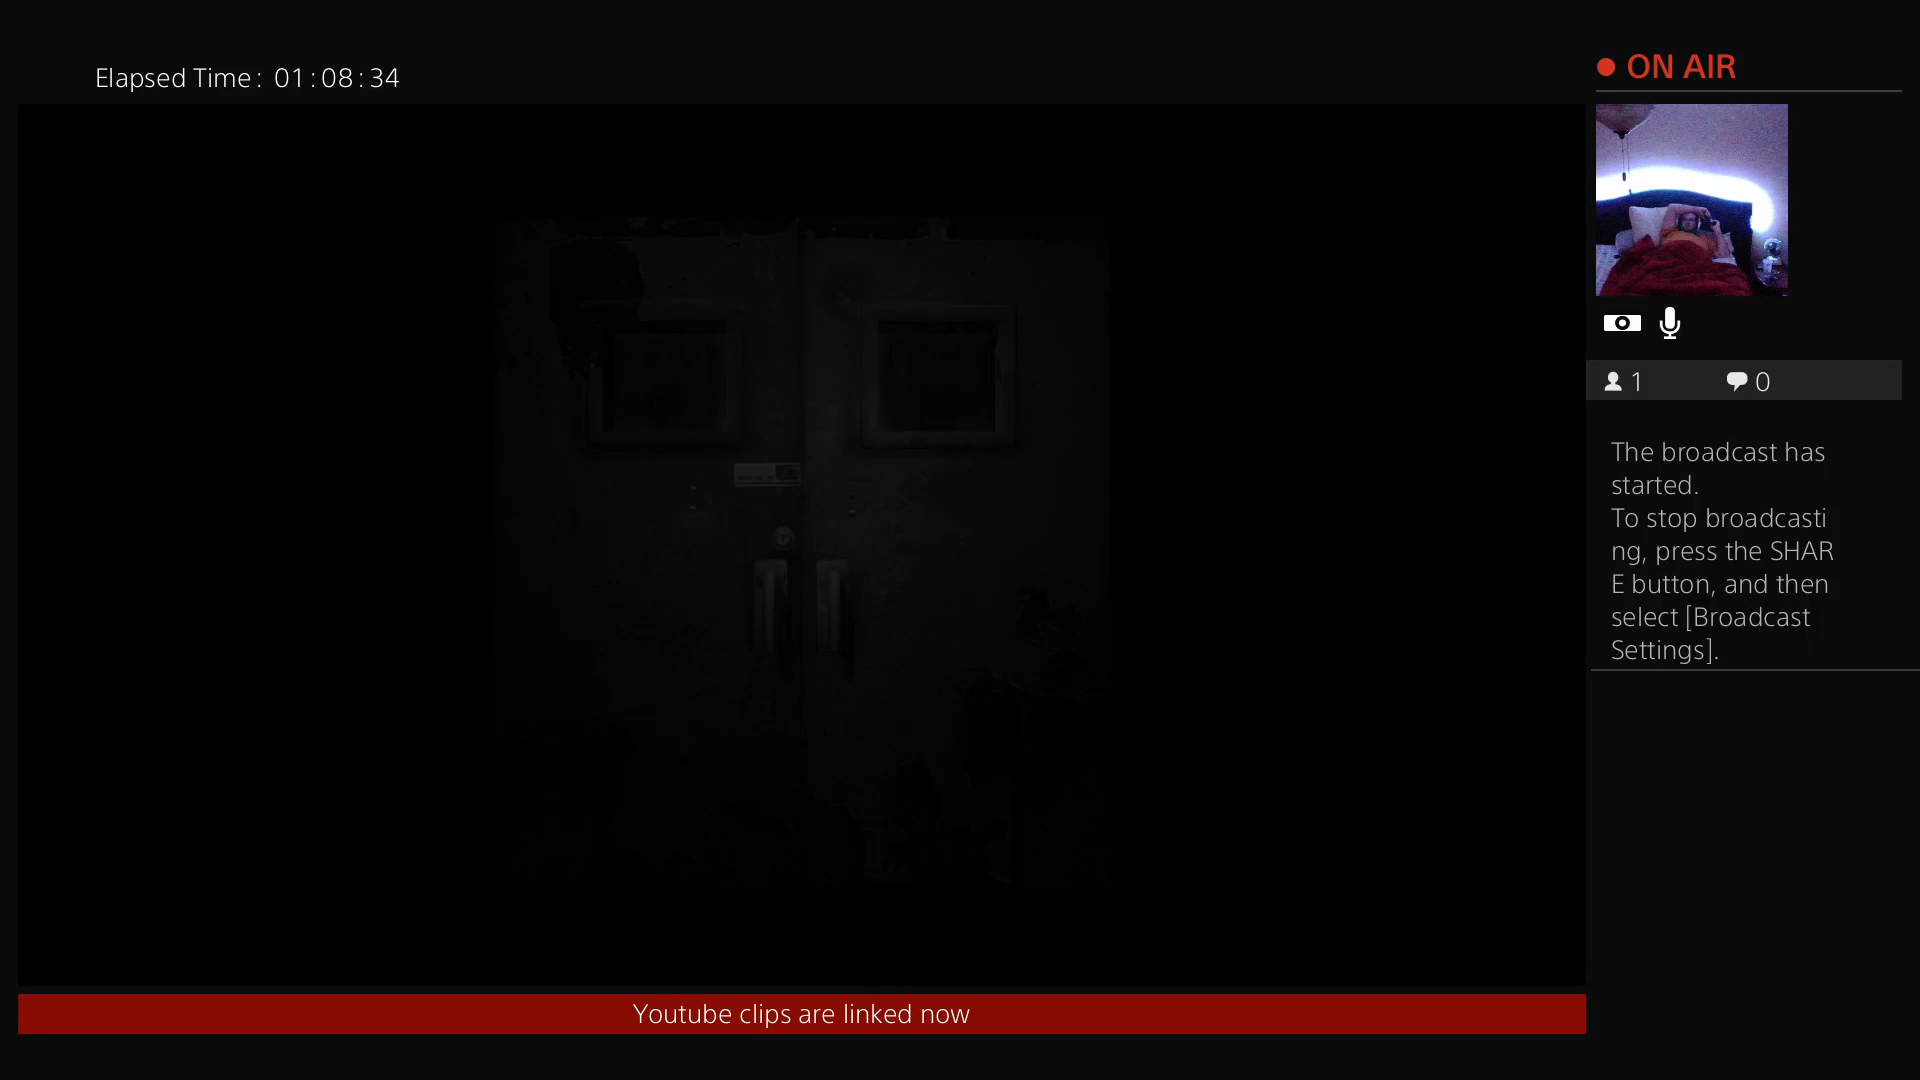 Elapsed Time: 01:08:34
ON AIR
1
0
The broadcast has
started.
To stop broadcasti
ng, press the SHAR
E button, and then
select [Broadcast
Settings].
Youtube clips are linked now